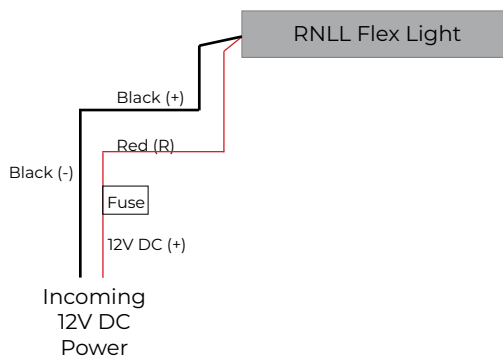 RNLL Flex Light
Black (+)
Red (R)
Black (-)
Fuse
12V DC (+)
Incoming
12V DC
Power